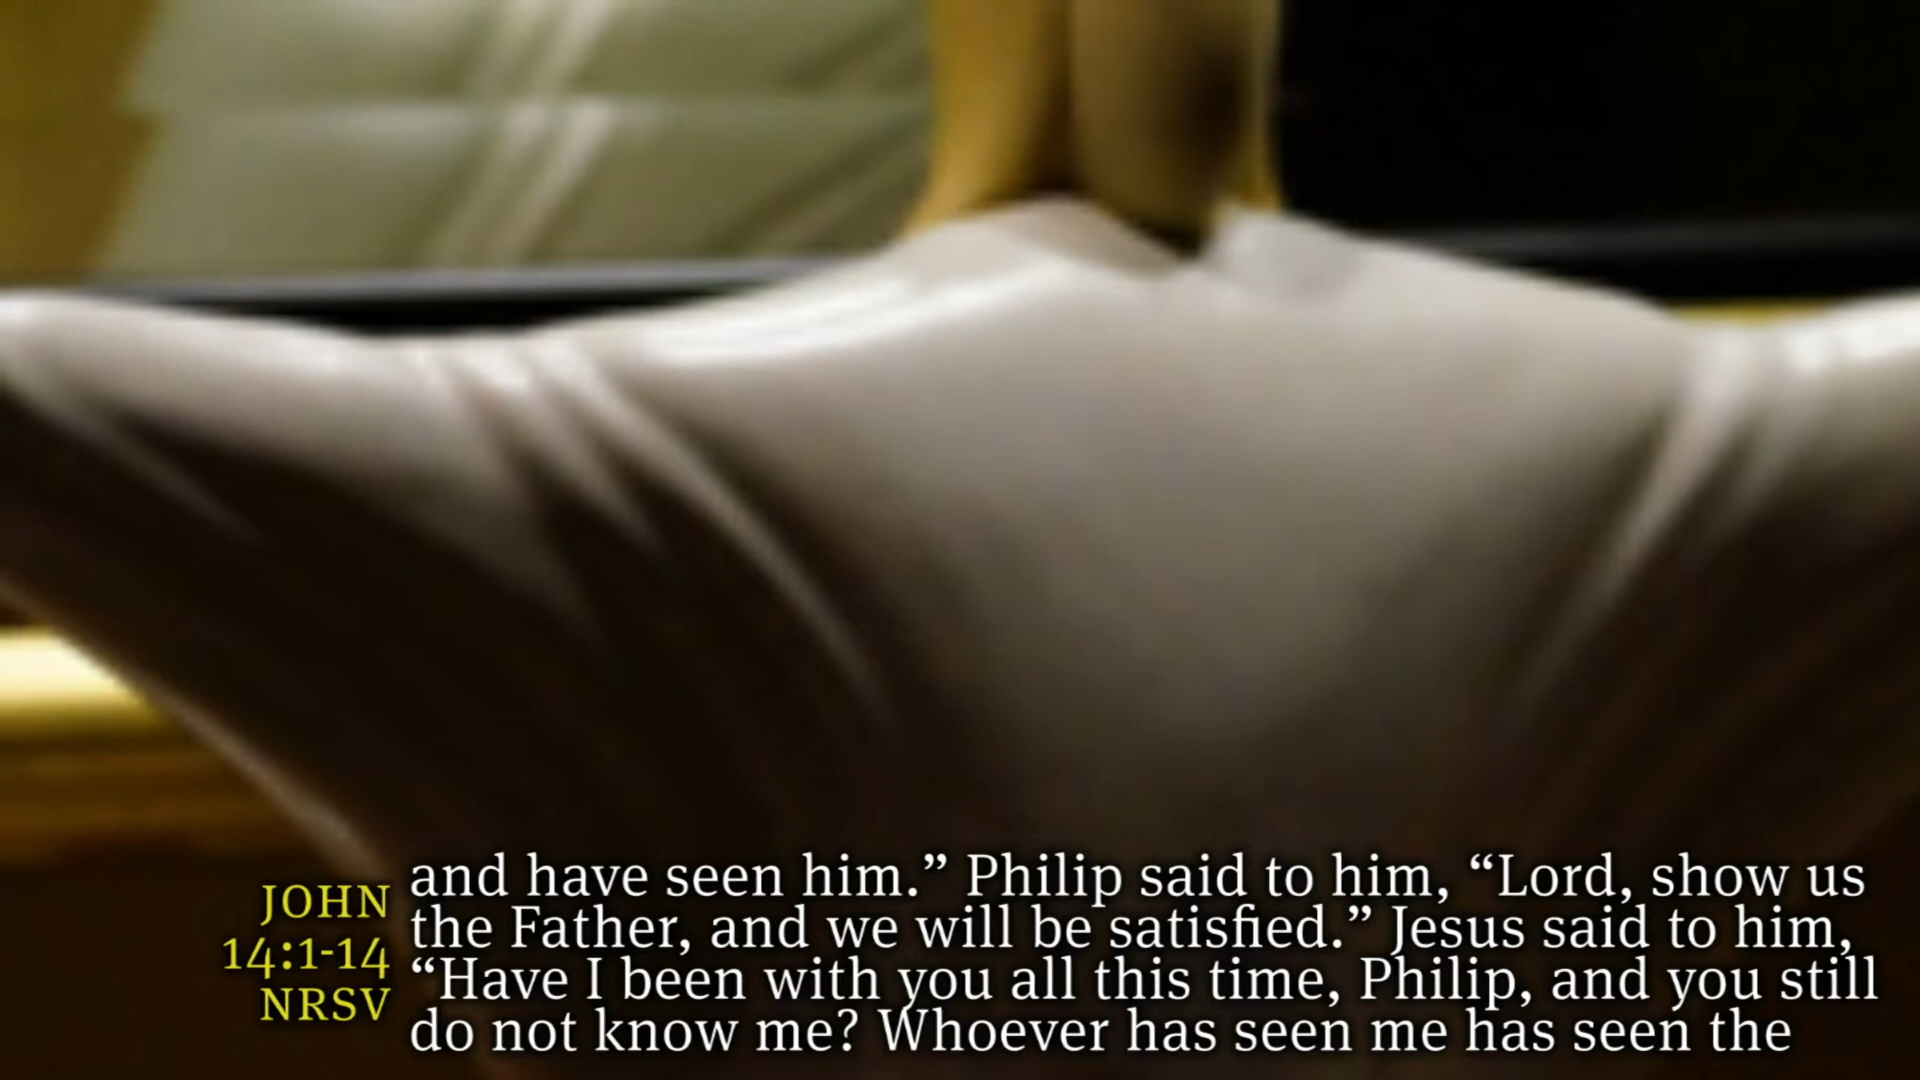 JOHN
14:1-14
NRSV
and have seen him.” Philip said to him, “Lord, show us
the Father, and we will be satisfied.” Jesus said to him,
“Have I been with you all this time, Philip, and you still
do not know me? Whoever has seen me has seen the